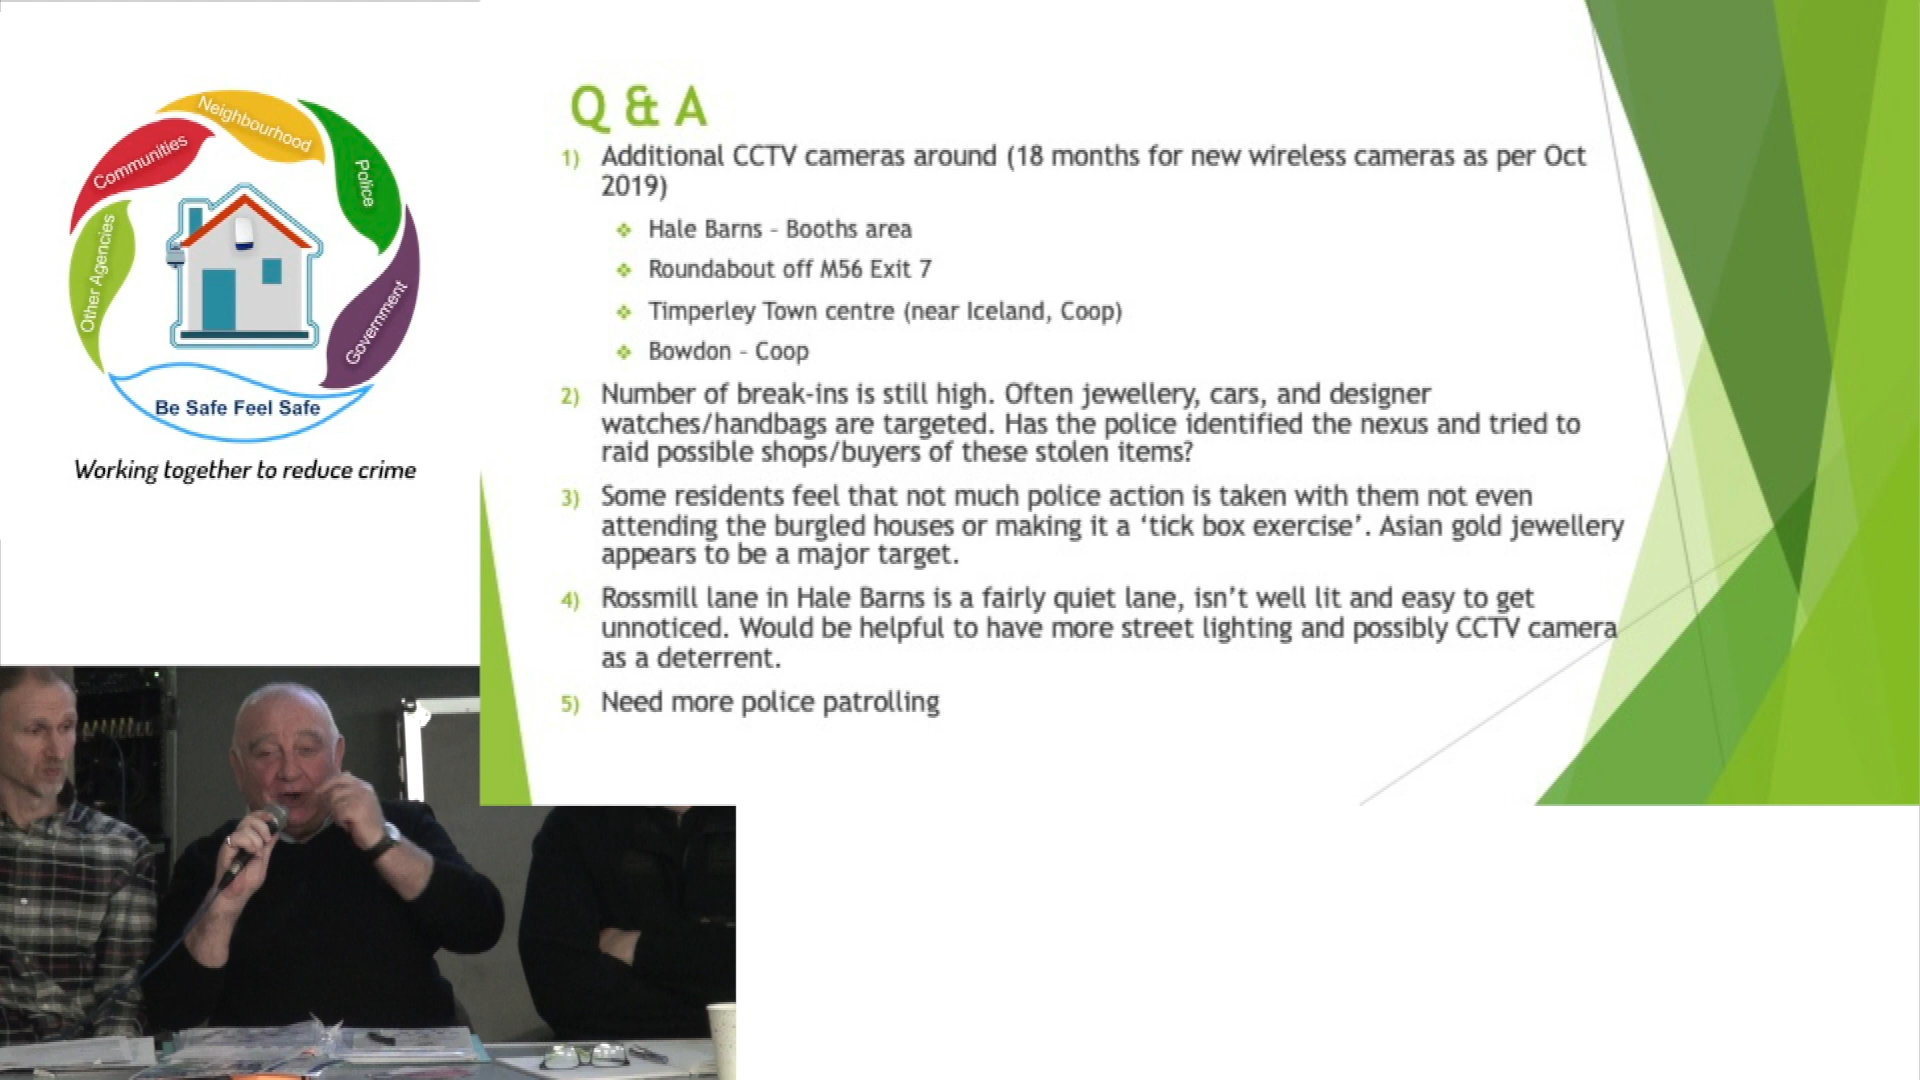 Neighbourhood
Communities
Police
Other Agencies
Government
Be Safe Feel Safe
Working together to reduce crime
Q & A
1) Additional CCTV cameras around (18 months for new wireless cameras as per Oct
2019)
❖ Hale Barns - Booths area
❖ Roundabout off M56 Exit 7
❖ Timperley Town centre (near Iceland, Coop)
❖ Bowdon - Coop
2) Number of break-ins is still high. Often jewellery, cars, and designer
watches/handbags are targeted. Has the police identified the nexus and tried to
raid possible shops/buyers of these stolen items?
3) Some residents feel that not much police action is taken with them not even
attending the burgled houses or making it a ‘tick box exercise’. Asian gold jewellery
appears to be a major target.
4) Rossmill lane in Hale Barns is a fairly quiet lane, isn’t well lit and easy to get
unnoticed. Would be helpful to have more street lighting and possibly CCTV camera
as a deterrent.
5) Need more police patrolling